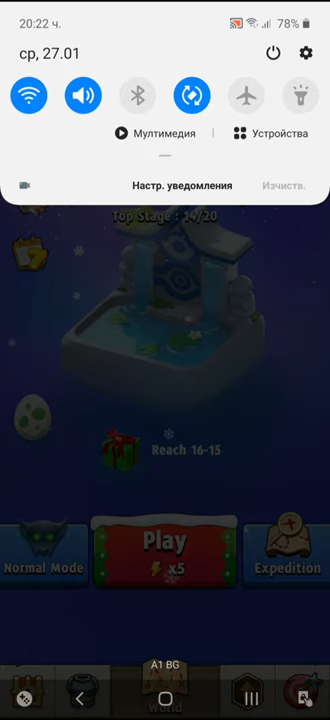 20:22 ч.
78%
ср, 27.01
Мултимедия
Устройства
Настр. уведомления
Изчиств.
Top Stage : 14/20
Reach 16-15
Normal Mode
Play
x5
Expedition
A1 BG
World